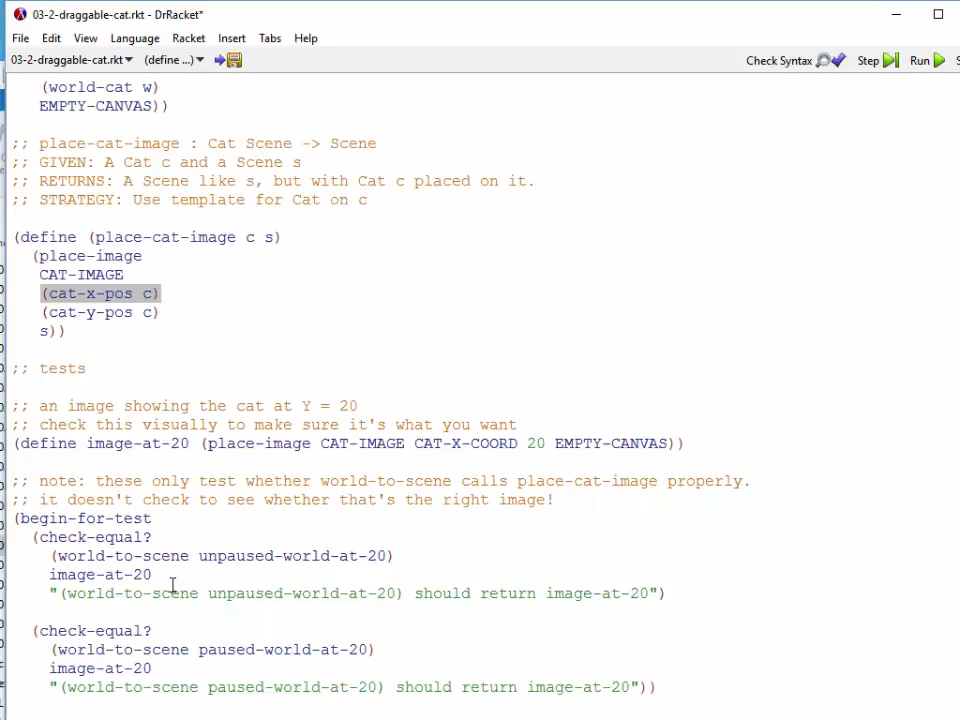 03-2-draggable-cat.rkt - DrRacket*
File Edit View Language Racket Insert Tabs Help
03-2-draggable-cat.rkt (define ...) Check Syntax Step Run
(world-cat w)
EMPTY-CANVAS))
;; place-cat-image : Cat Scene -> Scene
;; GIVEN: A Cat c and a Scene s
;; RETURNS: A Scene like s, but with Cat c placed on it.
;; STRATEGY: Use template for Cat on c
(define (place-cat-image c s)
(place-image
CAT-IMAGE
(cat-x-pos c)
(cat-y-pos c)
s))
;; tests
;; an image showing the cat at Y = 20
;; check this visually to make sure it's what you want
(define image-at-20 (place-image CAT-IMAGE CAT-X-COORD 20 EMPTY-CANVAS))
;; note: these only test whether world-to-scene calls place-cat-image properly.
;; it doesn't check to see whether that's the right image!
(begin-for-test
(check-equal?
(world-to-scene unpaused-world-at-20)
image-at-20
"(world-to-scene unpaused-world-at-20) should return image-at-20")
(check-equal?
(world-to-scene paused-world-at-20)
image-at-20
"(world-to-scene paused-world-at-20) should return image-at-20"))